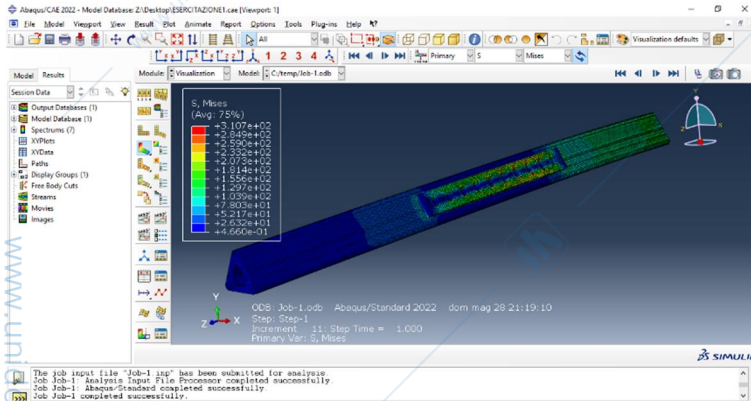 Abaqus/CAE 2022 - Model Database: Z:\Desktop\ESERCITAZIONE1.cae [Viewport: 1]
File Model Viewport View Result Plot Animate Report Options Tools Plug-ins Help
All
Visualization defaults
1 2 3 4
Primary S Mises
Model Results
Module: Visualization Model: C:/temp/Job-1.odb
Session Data
Output Databases (1)
Model Database (1)
Spectrums (7)
XYPlots
XYData
Paths
Display Groups (1)
Free Body Cuts
Streams
Movies
Images
S, Mises
(Avg: 75%)
+3.107e+02
+2.849e+02
+2.590e+02
+2.332e+02
+2.073e+02
+1.814e+02
+1.556e+02
+1.297e+02
+1.039e+02
+7.803e+01
+5.217e+01
+2.632e+01
+4.660e-01
Y
Z
X
Y
Z X
ODB: Job-1.odb Abaqus/Standard 2022 dom mag 28 21:19:10
Step: Step-1
Increment 11: Step Time = 1.000
Primary Var: S, Mises
SIMULIA
The job input file "Job-1.inp" has been submitted for analysis.
Job Job-1: Analysis Input File Processor completed successfully.
Job Job-1: Abaqus/Standard completed successfully.
Job Job-1 completed successfully.